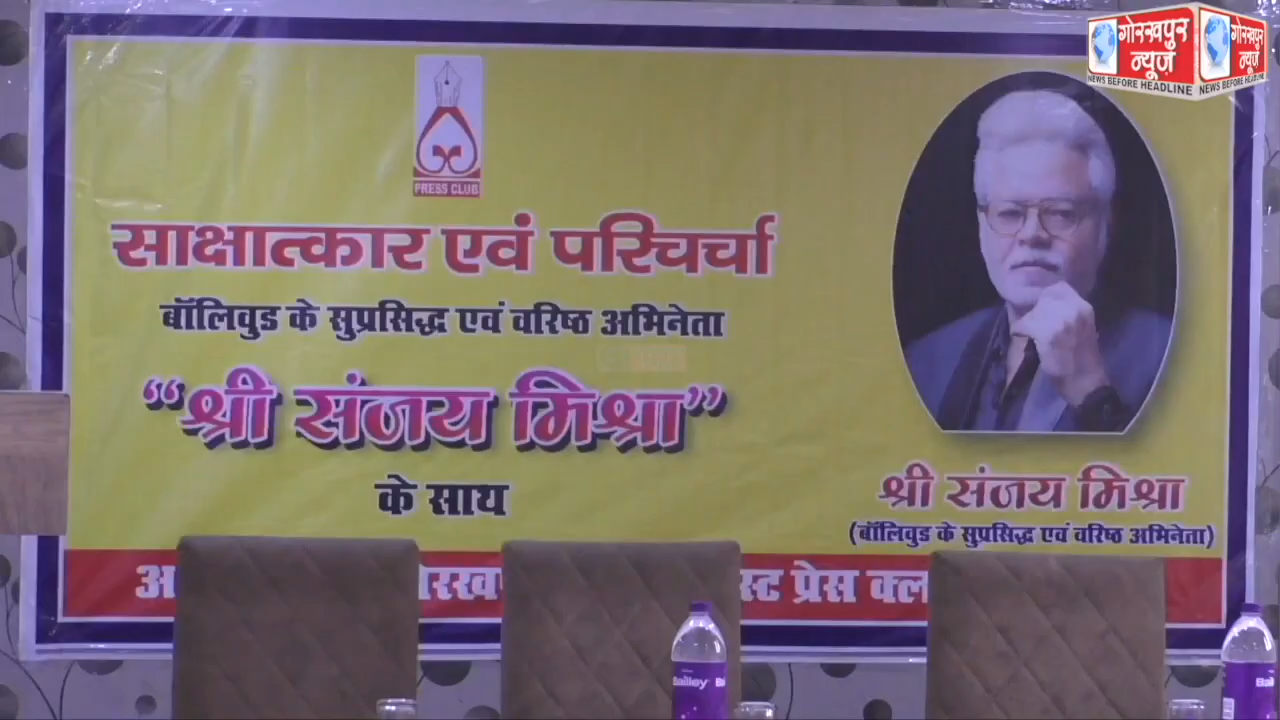 गोरखपुर गोरखपुर
न्यूज़ न्यूज़
NEWS BEFORE HEADLINE NEWS BEFORE HEADLINE
PRESS CLUB
साक्षात्कार एवं परिचर्चा
बॉलिवुड के सुप्रसिद्ध एवं वरिष्ठ अभिनेता
“श्री संजय मिश्रा”
के साथ
श्री संजय मिश्रा
(बॉलिवुड के सुप्रसिद्ध एवं वरिष्ठ अभिनेता)
प्रेस
Bailey